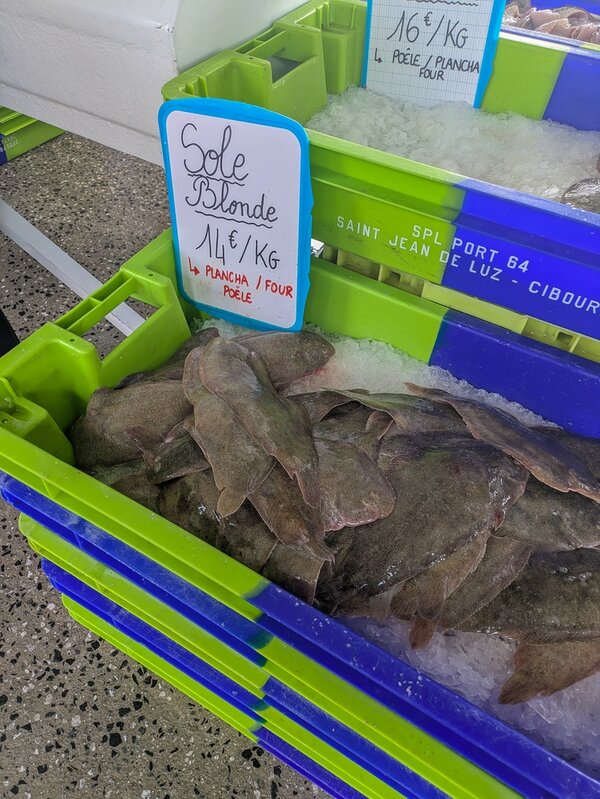 16€/KG
↳ POÊLE/PLANCHA
FOUR
Sole
Blonde
14€/KG
↳ PLANCHA / FOUR
POÊLE
SPL PORT 64
SAINT JEAN DE LUZ - CIBOUR